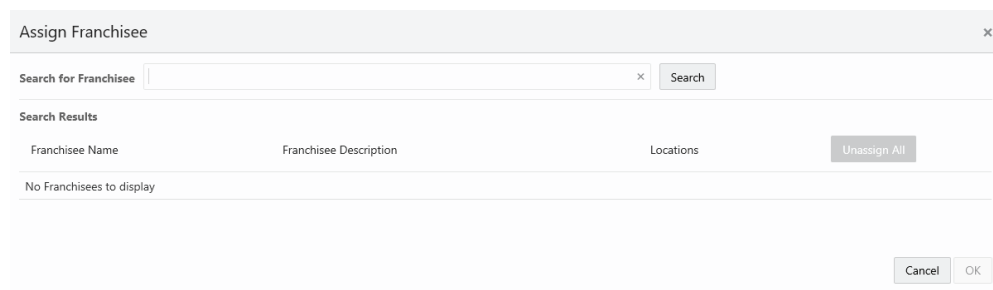 Assign Franchisee ×
Search for Franchisee × Search
Search Results
Franchisee Name Franchisee Description Locations Unassign All
No Franchisees to display
Cancel OK